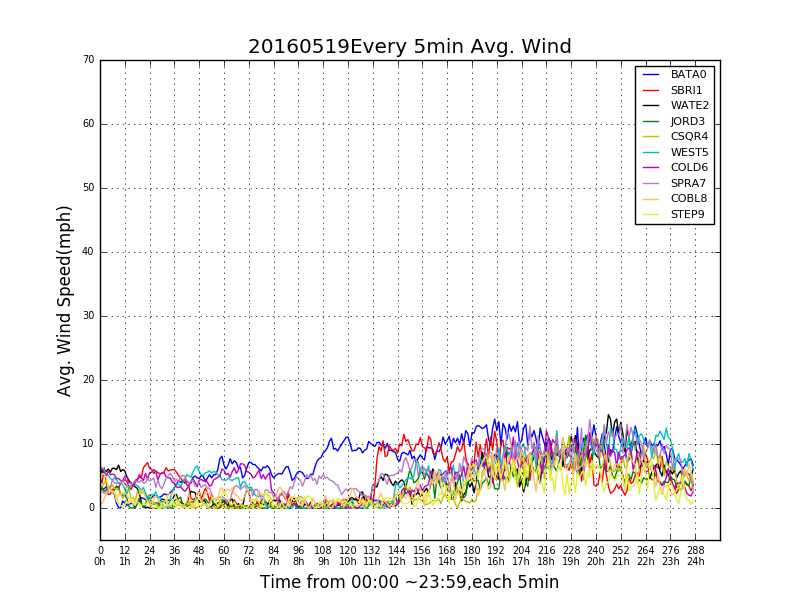 20160519Every 5min Avg. Wind
70
60
50
40
30
20
10
0
Avg. Wind Speed(mph)
BATA0
SBRI1
WATE2
JORD3
CSQR4
WEST5
COLD6
SPRA7
COBL8
STEP9
0 12 24 36 48 60 72 84 96 108 120 132 144 156 168 180 192 204 216 228 240 252 264 276 288
0h 1h 2h 3h 4h 5h 6h 7h 8h 9h 10h 11h 12h 13h 14h 15h 16h 17h 18h 19h 20h 21h 22h 23h 24h
Time from 00:00 ~23:59,each 5min